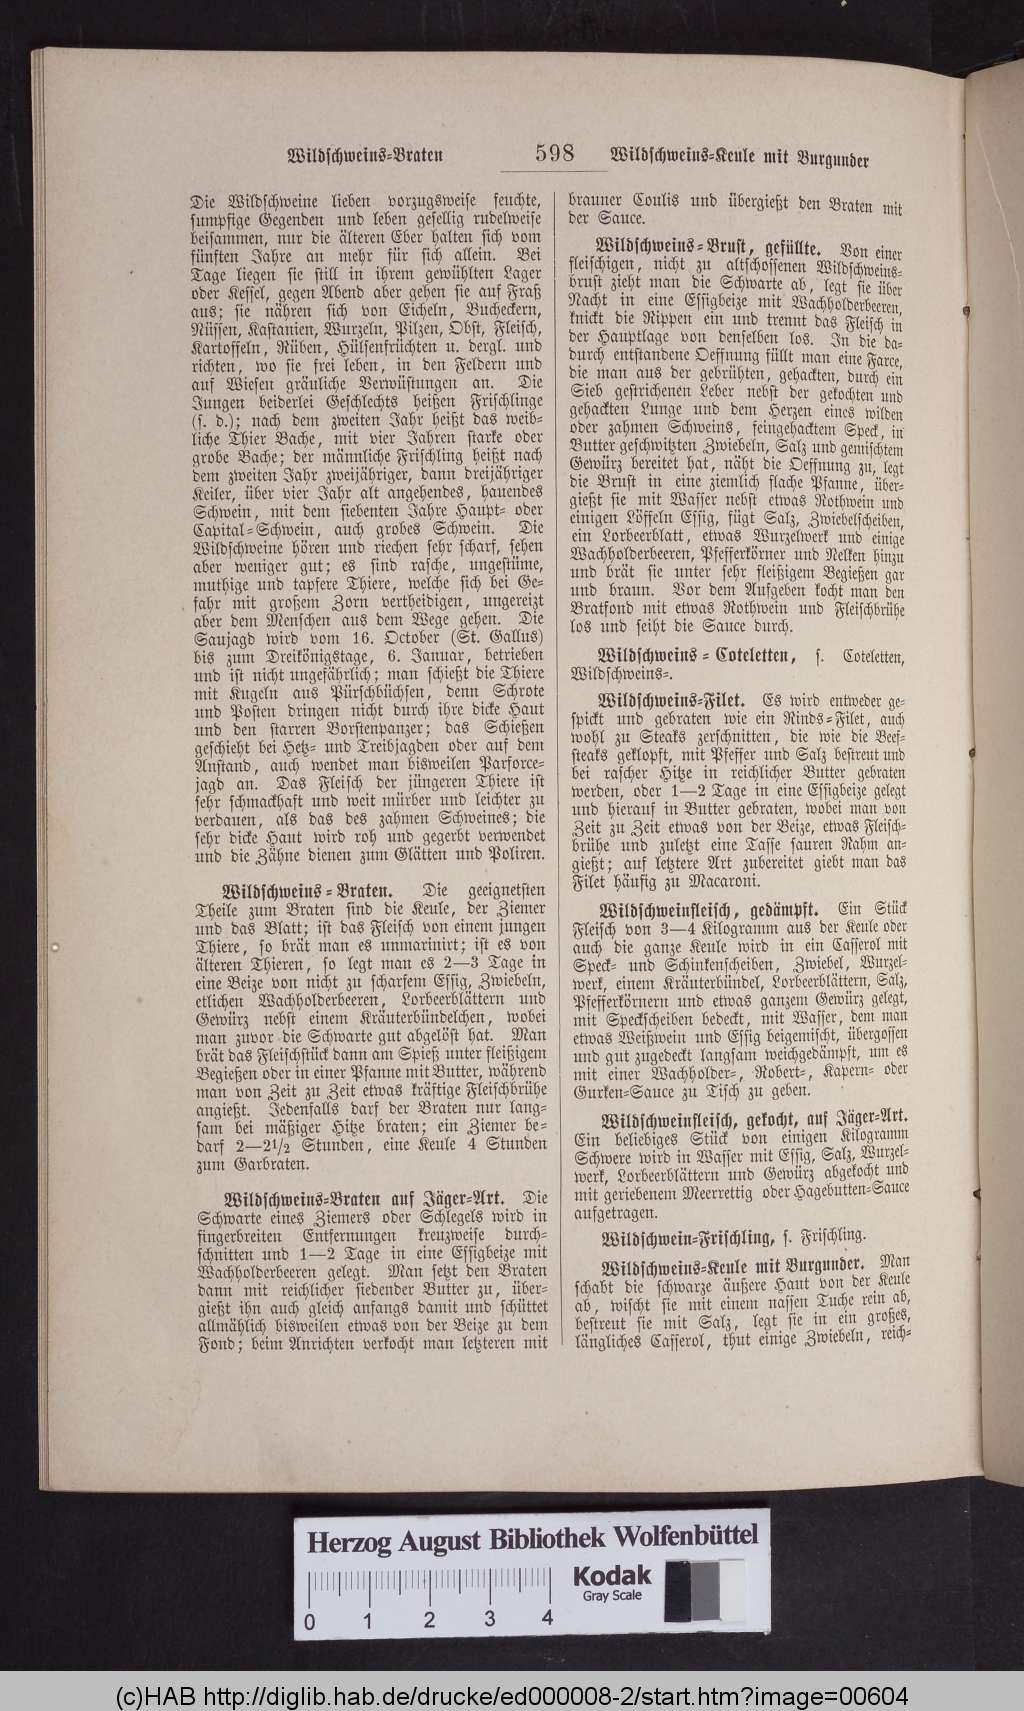 Wildschweins-Braten 598 Wildschweins-Keule mit Burgunder
Die Wildschweine lieben vorzugsweise feuchte,
sumpfige Gegenden und leben gesellig rudelweise
beisammen, nur die älteren Eber halten sich vom
fünften Jahre an mehr für sich allein. Bei
Tage liegen sie still in ihrem gewühlten Lager
oder Kessel, gegen Abend aber gehen sie auf Fraß
aus; sie nähren sich von Eicheln, Bucheckern,
Nüssen, Kastanien, Wurzeln, Pilzen, Obst, Fleisch,
Kartoffeln, Rüben, Hülsenfrüchten u. dergl. und
richten, wo sie frei leben, in den Feldern und
auf Wiesen gräuliche Verwüstungen an. Die
Jungen beiderlei Geschlechts heißen Frischlinge
(s. d.); nach dem zweiten Jahr heißt das weib-
liche Thier Bache, mit vier Jahren starke oder
grobe Bache; der männliche Frischling heißt nach
dem zweiten Jahr zweijähriger, dann dreijähriger
Keiler, über vier Jahr alt angehendes, hauendes
Schwein, mit dem siebenten Jahre Haupt- oder
Capital-Schwein, auch grobes Schwein. Die
Wildschweine hören und riechen sehr scharf, sehen
aber weniger gut; es sind rasche, ungestüme,
muthige und tapfere Thiere, welche sich bei Ge-
fahr mit großem Zorn vertheidigen, ungereizt
aber dem Menschen aus dem Wege gehen. Die
Saujagd wird vom 16. October (St. Gallus)
bis zum Dreikönigstage, 6. Januar, betrieben
und ist nicht ungefährlich; man schießt die Thiere
mit Kugeln aus Pürschbüchsen, denn Schrote
und Posten dringen nicht durch ihre dicke Haut
und den starren Borstenpanzer; das Schießen
geschieht bei Hetz- und Treibjagden oder auf dem
Anstand, auch wendet man bisweilen Parforce-
jagd an. Das Fleisch der jüngeren Thiere ist
sehr schmackhaft und weit mürber und leichter zu
verdauen, als das des zahmen Schweines; die
sehr dicke Haut wird roh und gegerbt verwendet
und die Zähne dienen zum Glätten und Poliren.
Wildschweins-Braten. Die geeignetsten
Theile zum Braten sind die Keule, der Ziemer
und das Blatt; ist das Fleisch von einem jungen
Thiere, so brät man es unmarinirt; ist es von
älteren Thieren, so legt man es 2—3 Tage in
eine Beize von nicht zu scharfem Essig, Zwiebeln,
etlichen Wachholderbeeren, Lorbeerblättern und
Gewürz nebst einem Kräuterbündelchen, wobei
man zuvor die Schwarte gut abgelöst hat. Man
brät das Fleischstück dann am Spieß unter fleißigem
Begießen oder in einer Pfanne mit Butter, während
man von Zeit zu Zeit etwas kräftige Fleischbrühe
angießt. Jedenfalls darf der Braten nur lang-
sam bei mäßiger Hitze braten; ein Ziemer be-
darf 2—2½ Stunden, eine Keule 4 Stunden
zum Garbraten.
Wildschweins-Braten auf Jäger-Art. Die
Schwarte eines Ziemers oder Schlegels wird in
fingerbreiten Entfernungen kreuzweise durch-
schnitten und 1—2 Tage in eine Essigbeize mit
Wachholderbeeren gelegt. Man setzt den Braten
dann mit reichlicher siedender Butter zu, über-
gießt ihn auch gleich anfangs damit und schüttet
allmählich bisweilen etwas von der Beize zu dem
Fond; beim Anrichten verkocht man letzteren mit
brauner Coulis und übergießt den Braten mit
der Sauce.
Wildschweins-Brust, gefüllte. Von einer
fleischigen, nicht zu altschossenen Wildschweins-
brust zieht man die Schwarte ab, legt sie über
Nacht in eine Essigbeize mit Wachholderbeeren,
knickt die Rippen ein und trennt das Fleisch in
der Hauptlage von denselben los. In die da-
durch entstandene Oeffnung füllt man eine Farce,
die man aus der gebrühten, gehackten, durch ein
Sieb gestrichenen Leber nebst der gekochten und
gehackten Lunge und dem Herzen eines wilden
oder zahmen Schweins, feingehacktem Speck, in
Butter geschwitzten Zwiebeln, Salz und gemischtem
Gewürz bereitet hat, näht die Oeffnung zu, legt
die Brust in eine ziemlich flache Pfanne, über-
gießt sie mit Wasser nebst etwas Rothwein und
einigen Löffeln Essig, fügt Salz, Zwiebelscheiben,
ein Lorbeerblatt, etwas Wurzelwerk und einige
Wachholderbeeren, Pfefferkörner und Nelken hinzu
und brät sie unter sehr fleißigem Begießen gar
und braun. Vor dem Aufgeben kocht man den
Bratfond mit etwas Rothwein und Fleischbrühe
los und seiht die Sauce durch.
Wildschweins-Coteletten, s. Coteletten,
Wildschweins-.
Wildschweins-Filet. Es wird entweder ge-
spickt und gebraten wie ein Rinds-Filet, auch
wohl zu Steaks zerschnitten, die wie die Beef-
steaks geklopft, mit Pfeffer und Salz bestreut und
bei rascher Hitze in reichlicher Butter gebraten
werden, oder 1—2 Tage in eine Essigbeize gelegt
und hierauf in Butter gebraten, wobei man von
Zeit zu Zeit etwas von der Beize, etwas Fleisch-
brühe und zuletzt eine Tasse sauren Rahm an-
gießt; auf letztere Art zubereitet giebt man das
Filet häufig zu Macaroni.
Wildschweinfleisch, gedämpft. Ein Stück
Fleisch von 3—4 Kilogramm aus der Keule oder
auch die ganze Keule wird in ein Casserol mit
Speck- und Schinkenscheiben, Zwiebel, Wurzel-
werk, einem Kräuterbündel, Lorbeerblättern, Salz,
Pfefferkörnern und etwas ganzem Gewürz gelegt,
mit Speckscheiben bedeckt, mit Wasser, dem man
etwas Weißwein und Essig beigemischt, übergossen
und gut zugedeckt langsam weichgedämpft, um es
mit einer Wachholder-, Robert-, Kapern- oder
Gurken-Sauce zu Tisch zu geben.
Wildschweinfleisch, gekocht, auf Jäger-Art.
Ein beliebiges Stück von einigen Kilogramm
Schwere wird in Wasser mit Essig, Salz, Wurzel-
werk, Lorbeerblättern und Gewürz abgekocht und
mit geriebenem Meerrettig oder Hagebutten-Sauce
aufgetragen.
Wildschwein-Frischling, s. Frischling.
Wildschweins-Keule mit Burgunder. Man
schabt die schwarze äußere Haut von der Keule
ab, wischt sie mit einem nassen Tuche rein ab,
bestreut sie mit Salz, legt sie in ein großes,
längliches Casserol, thut einige Zwiebeln, reich-
Herzog August Bibliothek Wolfenbüttel
Kodak
Gray Scale
0 1 2 3 4
(c)HAB http://diglib.hab.de/drucke/ed000008-2/start.htm?image=00604